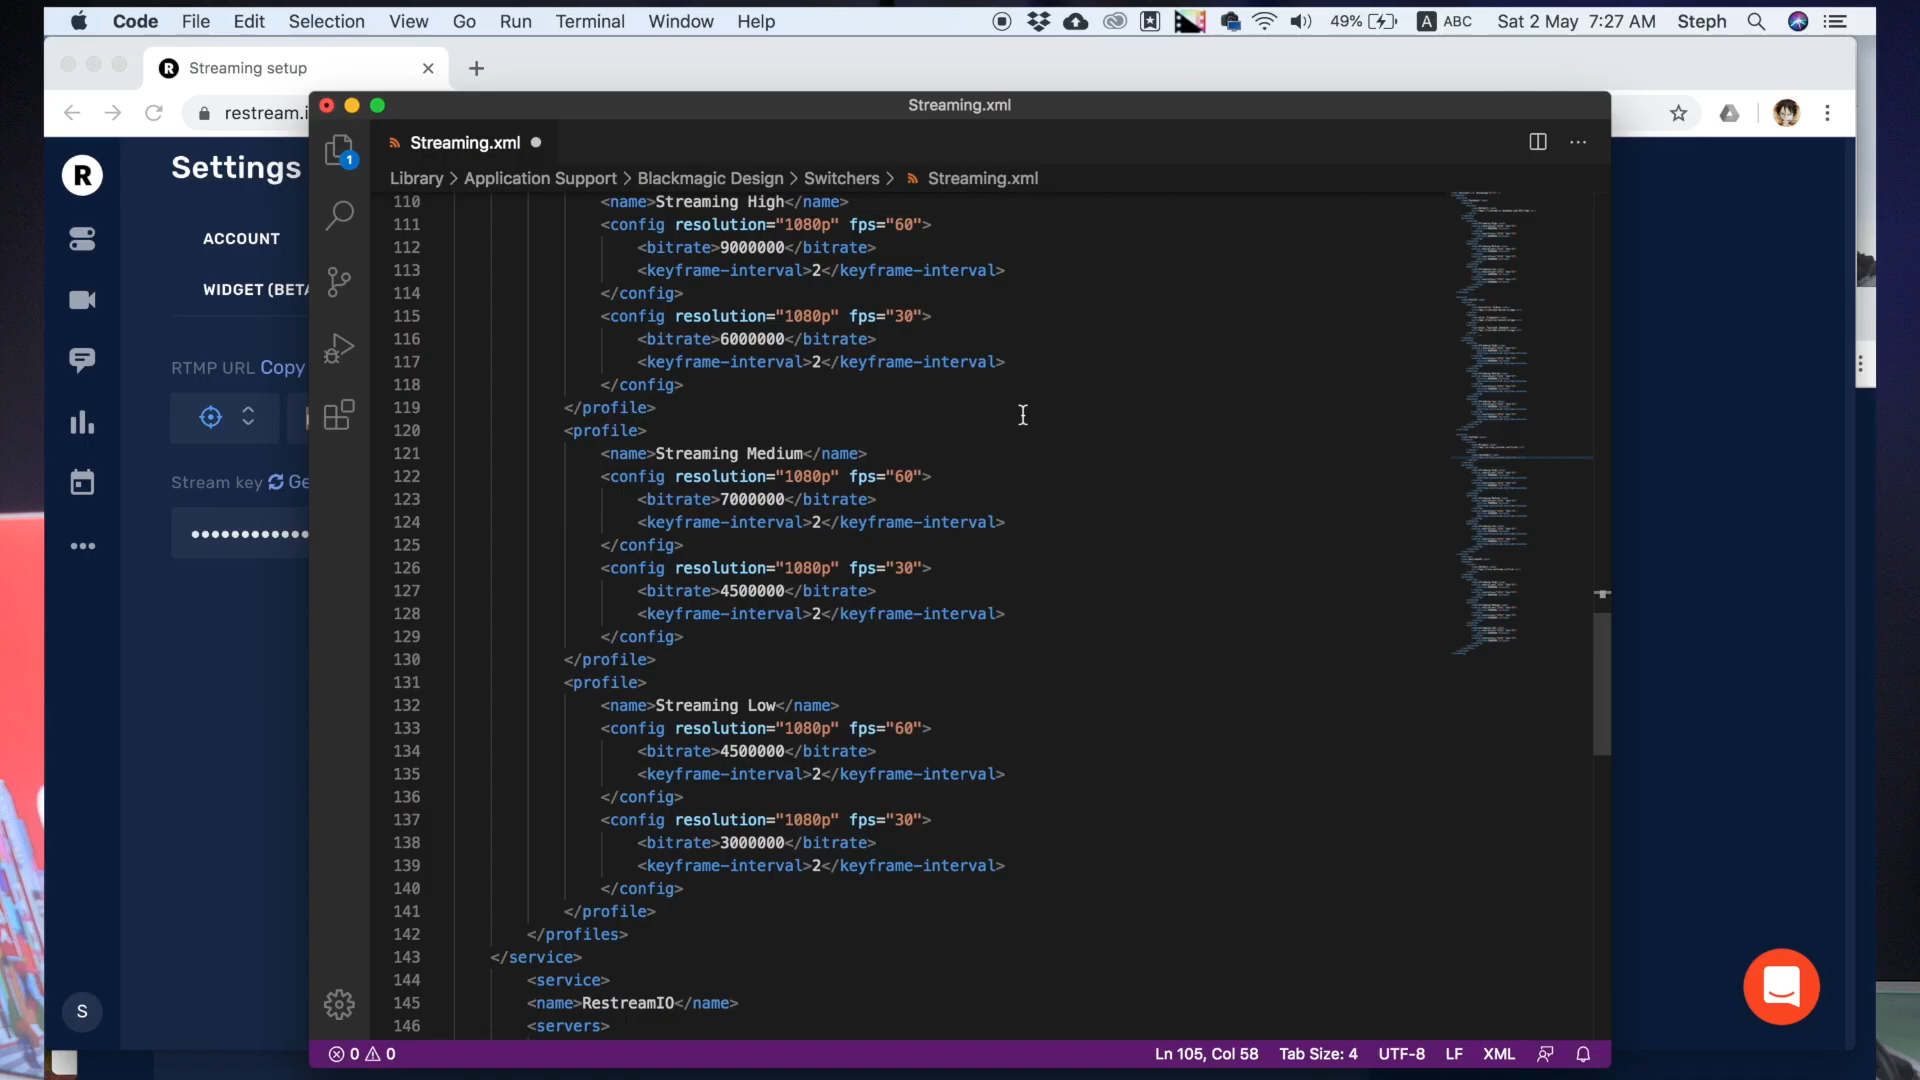 Code File Edit Selection View Go Run Terminal Window Help 49% A ABC Sat 2 May 7:27 AM Steph
R Streaming setup
restream.i
Streaming.xml
Streaming.xml
1
Library > Application Support > Blackmagic Design > Switchers > Streaming.xml
R
Settings
ACCOUNT
WIDGET (BETA
RTMP URL Copy
Stream key Ge
••••••••••••
S
110 <name>Streaming High</name>
111 <config resolution="1080p" fps="60">
112 <bitrate>9000000</bitrate>
113 <keyframe-interval>2</keyframe-interval>
114 </config>
115 <config resolution="1080p" fps="30">
116 <bitrate>6000000</bitrate>
117 <keyframe-interval>2</keyframe-interval>
118 </config>
119 </profile>
120 <profile>
121 <name>Streaming Medium</name>
122 <config resolution="1080p" fps="60">
123 <bitrate>7000000</bitrate>
124 <keyframe-interval>2</keyframe-interval>
125 </config>
126 <config resolution="1080p" fps="30">
127 <bitrate>4500000</bitrate>
128 <keyframe-interval>2</keyframe-interval>
129 </config>
130 </profile>
131 <profile>
132 <name>Streaming Low</name>
133 <config resolution="1080p" fps="60">
134 <bitrate>4500000</bitrate>
135 <keyframe-interval>2</keyframe-interval>
136 </config>
137 <config resolution="1080p" fps="30">
138 <bitrate>3000000</bitrate>
139 <keyframe-interval>2</keyframe-interval>
140 </config>
141 </profile>
142 </profiles>
143 </service>
144 <service>
145 <name>RestreamIO</name>
146 <servers>
0 0 Ln 105, Col 58 Tab Size: 4 UTF-8 LF XML